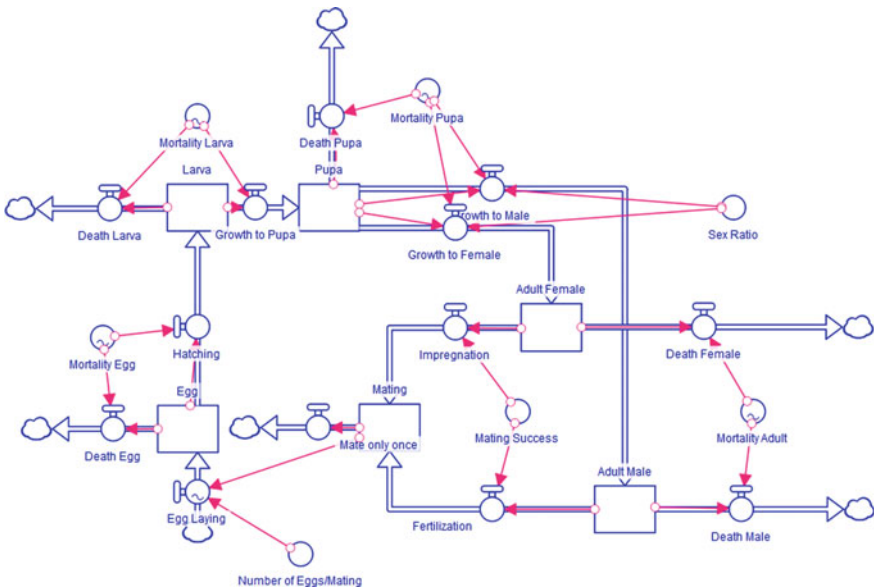 Mortality Larva
Mortality Pupa
Death Pupa
Larva
Pupa
Death Larva
Growth to Pupa
Growth to Male
Growth to Female
Sex Ratio
Adult Female
Mortality Egg
Hatching
Impregnation
Death Female
Egg
Mating
Death Egg
Mate only once
Mating Success
Mortality Adult
Adult Male
Egg Laying
Fertilization
Death Male
Number of Eggs/Mating